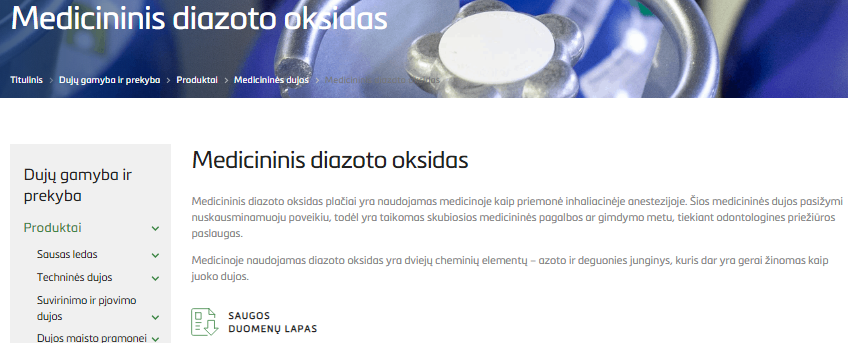 Medicininis diazoto oksidas
Titulinis > Dujų gamyba ir prekyba > Produktai > Medicininės dujos > Medicininis diazoto oksidas
Medicininis diazoto oksidas
Medicininis diazoto oksidas plačiai yra naudojamas medicinoje kaip priemonė inhaliacinėje anestezijoje. Šios medicininės dujos pasižymi
nuskausminamuoju poveikiu, todėl yra taikomas skubiosios medicininės pagalbos ar gimdymo metu, tiekiant odontologines priežiūros
paslaugas.
Medicinoje naudojamas diazoto oksidas yra dviejų cheminių elementų – azoto ir deguonies junginys, kuris dar yra gerai žinomas kaip
juoko dujos.
SAUGOS
DUOMENŲ LAPAS
Dujų gamyba ir
prekyba
Produktai
Sausas ledas
Techninės dujos
Suvirinimo ir pjovimo
dujos
Dujos maisto pramonei